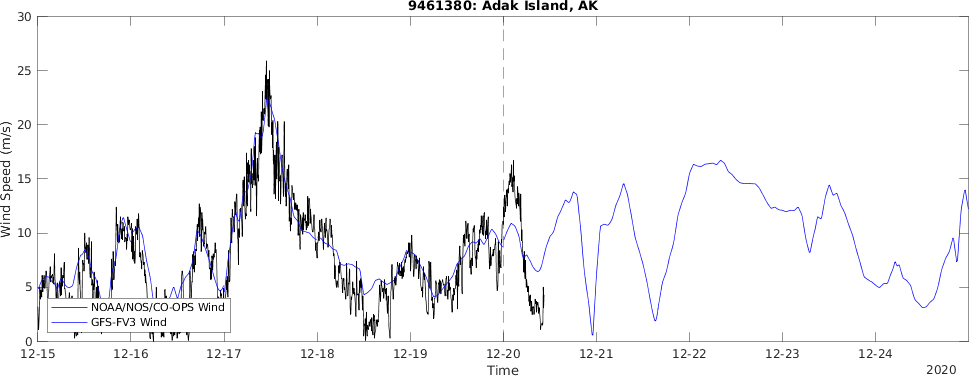 9461380: Adak Island, AK
Wind Speed (m/s)
30
25
20
15
10
5
0
NOAA/NOS/CO-OPS Wind
GFS-FV3 Wind
12-15 12-16 12-17 12-18 12-19 12-20 12-21 12-22 12-23 12-24
Time
2020